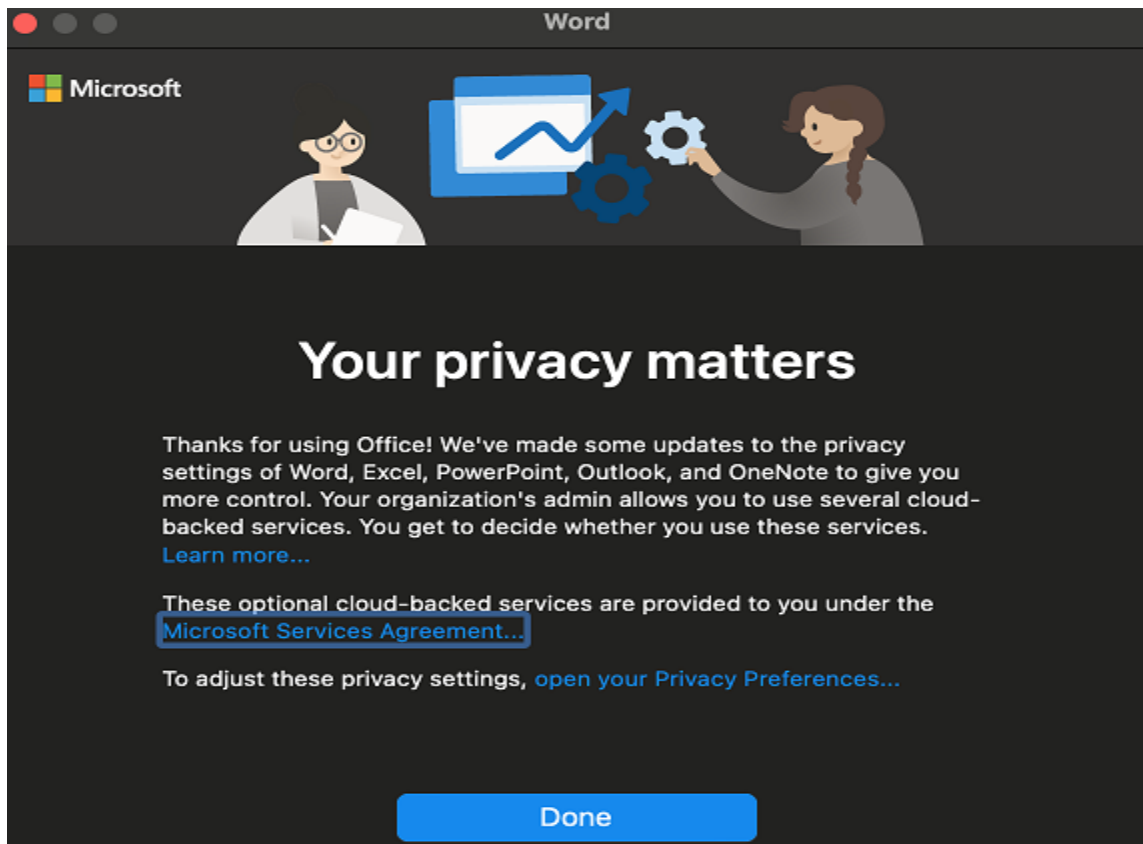 Word
Microsoft
Your privacy matters
Thanks for using Office! We've made some updates to the privacy
settings of Word, Excel, PowerPoint, Outlook, and OneNote to give you
more control. Your organization's admin allows you to use several cloud-
backed services. You get to decide whether you use these services.
Learn more...
These optional cloud-backed services are provided to you under the
Microsoft Services Agreement...
To adjust these privacy settings, open your Privacy Preferences...
Done